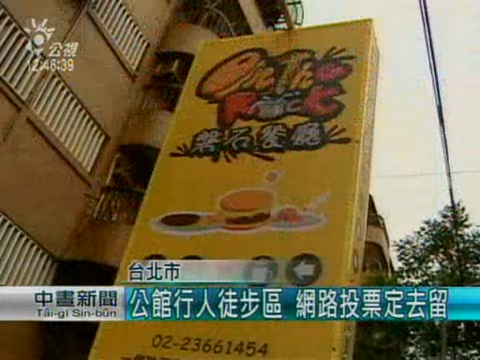 公視
12:46:39
磐石餐廳
台北市
中晝新聞
Tâi-gí Sin-bûn
公館行人徒步區 網路投票定去留
02-23661454